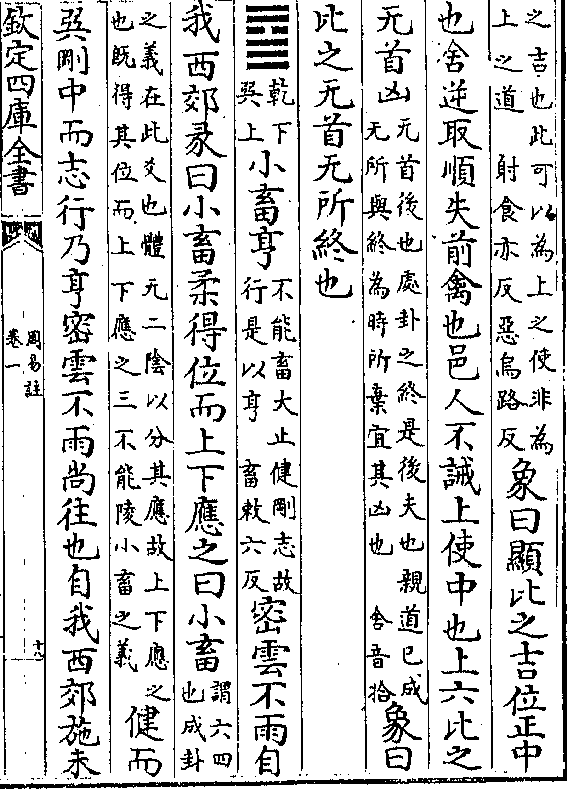 之吉也此可以為上之使非為
上之道　射食亦反惡烏路反
象曰顯比之吉位正中
也舍逆取順失前禽也邑人不誡上使中也上六比之
无首凶
无首後也處卦之終是後夫也親道已成
无所與終為時所棄宜其凶也　舍音捨
象曰
比之无首无所終也
乾下
巽上
小畜亨
不能畜大止健剛志故
行是以亨　畜敕六反
密雲不雨自
我西郊彖曰小畜柔得位而上下應之曰小畜
謂六四
也成卦
之義在此爻也體无二陰以分其應故上下應之
也既得其位而上下應之三不能陵小畜之義
健而
巽剛中而志行乃亨密雲不雨尚往也自我西郊施未
欽定四庫全書
周易註
卷一
十八